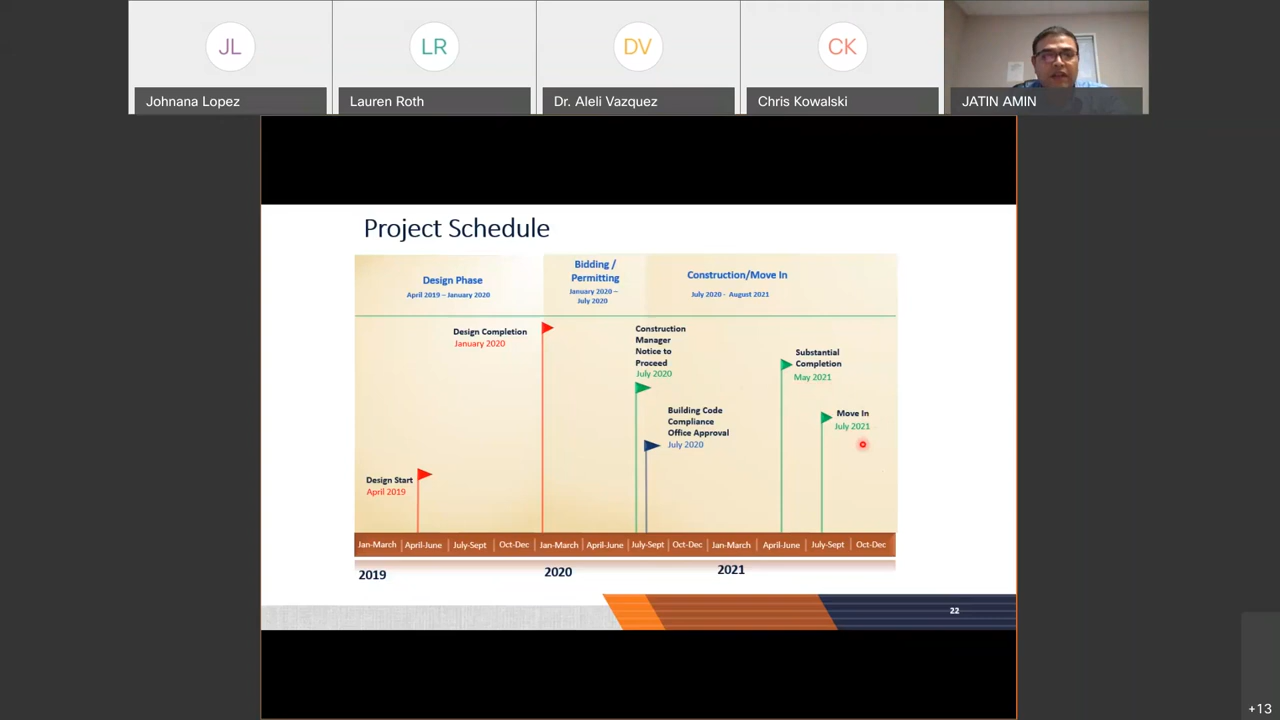 JL
LR
DV
CK
Johnana Lopez
Lauren Roth
Dr. Aleli Vazquez
Chris Kowalski
JATIN AMIN
Project Schedule
Design Phase
April 2019 – January 2020
Bidding /
Permitting
January 2020 –
July 2020
Construction/Move In
July 2020 - August 2021
Design Completion
January 2020
Construction
Manager
Notice to
Proceed
July 2020
Substantial
Completion
May 2021
Building Code
Compliance
Office Approval
July 2020
Move In
July 2021
Design Start
April 2019
Jan-March April-June July-Sept Oct-Dec Jan-March April-June July-Sept Oct-Dec Jan-March April-June July-Sept Oct-Dec
2019 2020 2021
22
+13